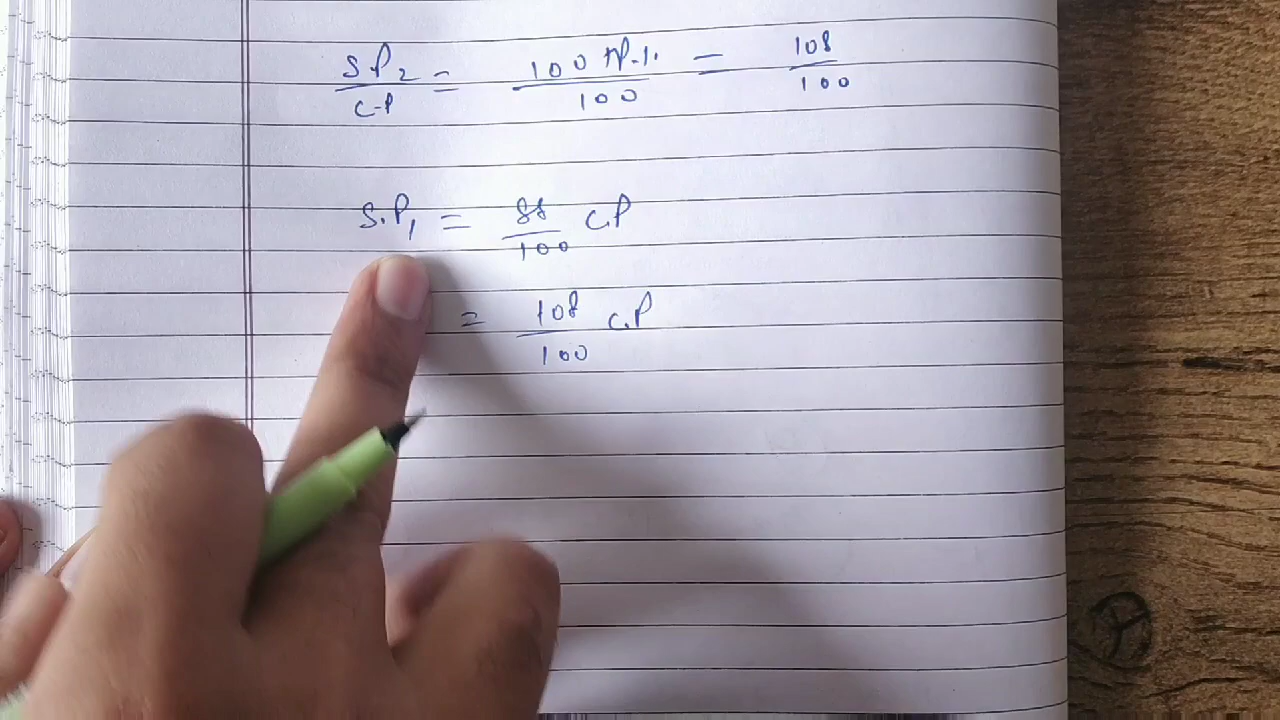 S.P₂/C.P = 100+P%/100 = 108/100
S.P₁ = 88/100 C.P
= 108/100 C.P